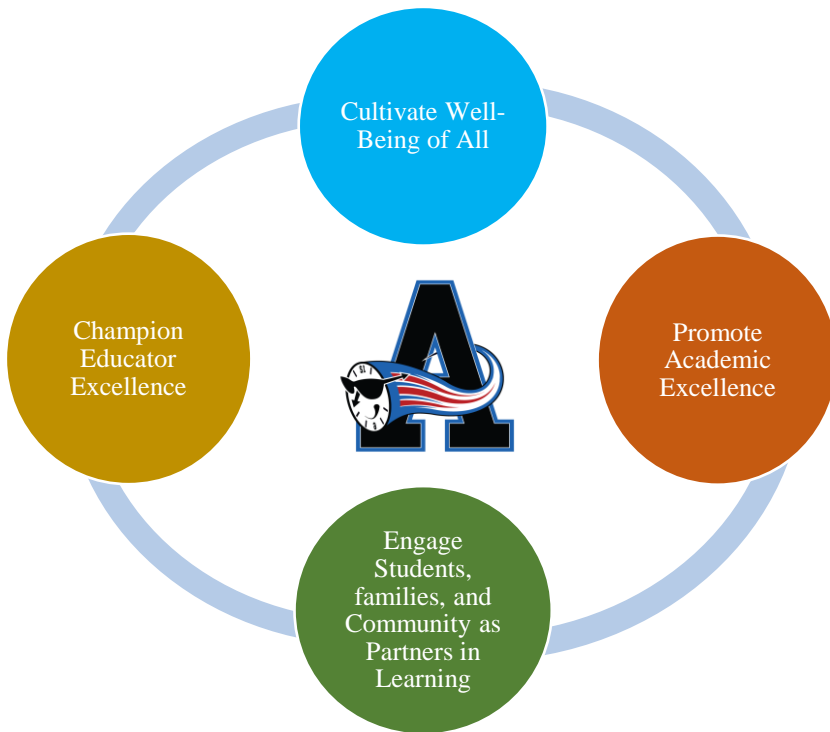 Cultivate Well-
Being of All
Champion
Educator
Excellence
A
Promote
Academic
Excellence
Engage
Students,
families, and
Community as
Partners in
Learning